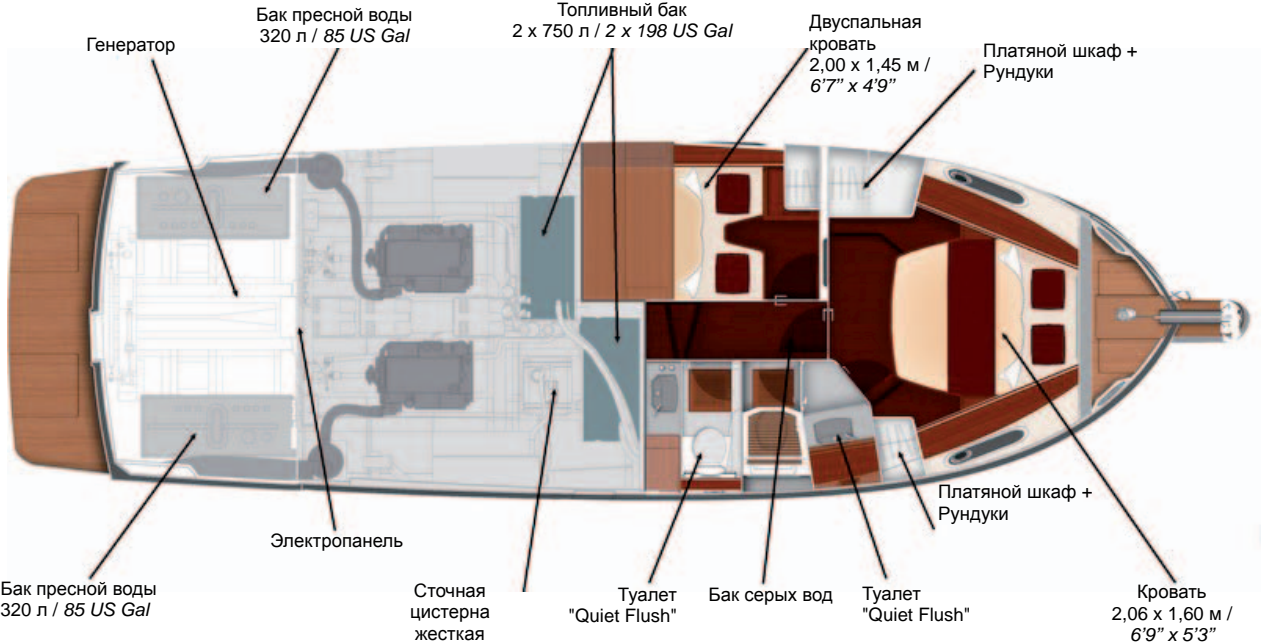 Бак пресной воды
320 л / 85 US Gal
Генератор
Топливный бак
2 x 750 л / 2 x 198 US Gal
Двуспальная
кровать
2,00 x 1,45 м /
6'7’’ x 4’9’’
Платяной шкаф +
Рундуки
Электропанель
Платяной шкаф +
Рундуки
Бак пресной воды
320 л / 85 US Gal
Сточная
цистерна
жесткая
Туалет
"Quiet Flush"
Бак серых вод
Туалет
"Quiet Flush"
Кровать
2,06 x 1,60 м /
6’9’’ x 5’3’’